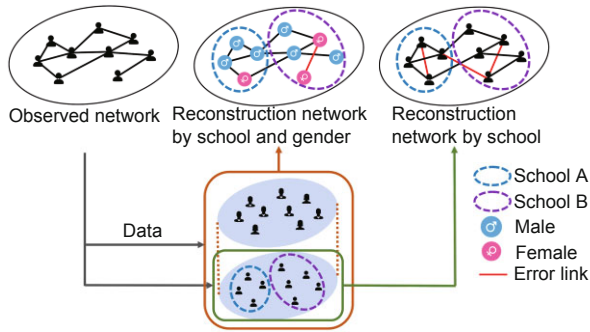 Observed network
Reconstruction network
by school and gender
Reconstruction
network by school
School A
School B
Male
Female
Error link
Data